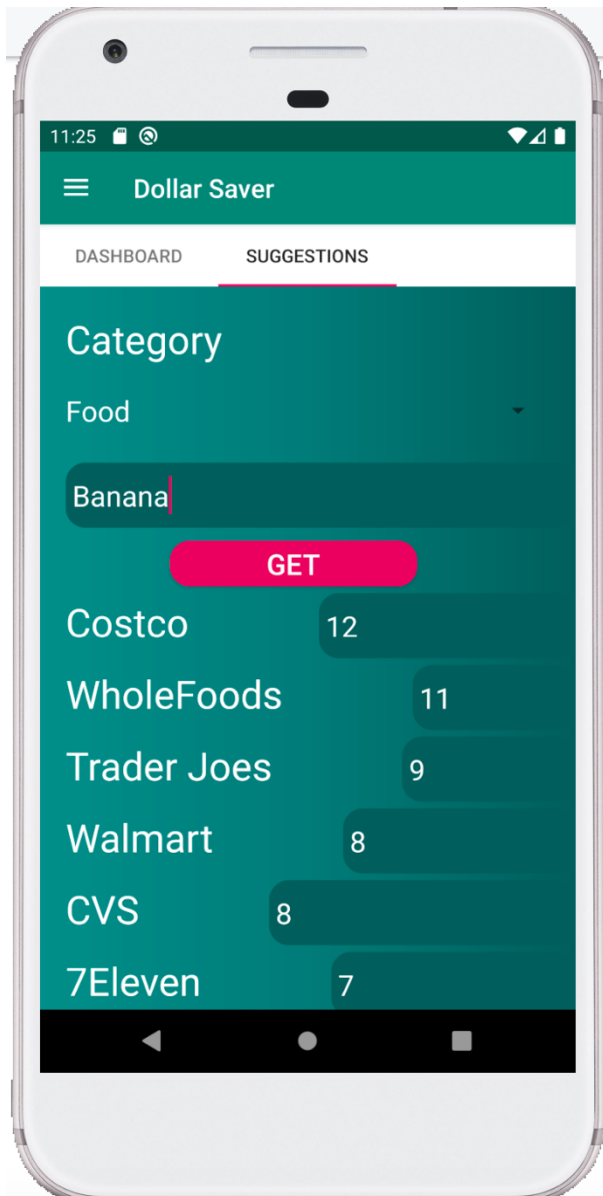 11:25
Dollar Saver
DASHBOARD SUGGESTIONS
Category
Food
Banana
GET
Costco 12
WholeFoods 11
Trader Joes 9
Walmart 8
CVS 8
7Eleven 7